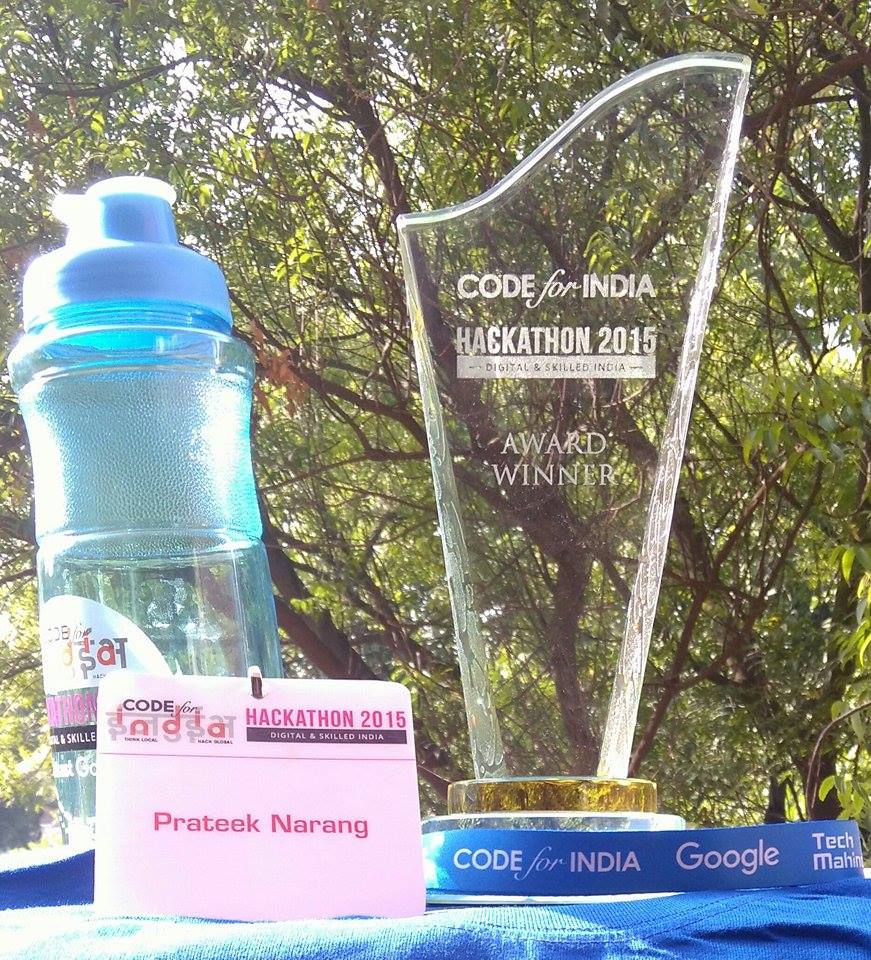 CODE for INDIA
HACKATHON 2015
DIGITAL & SKILLED INDIA
AWARD
WINNER
CODE for
india
THINK LOCAL HACK GLOBAL
HACKATHON 2015
DIGITAL & SKILLED INDIA
Prateek Narang
CODE for INDIA Google Tech